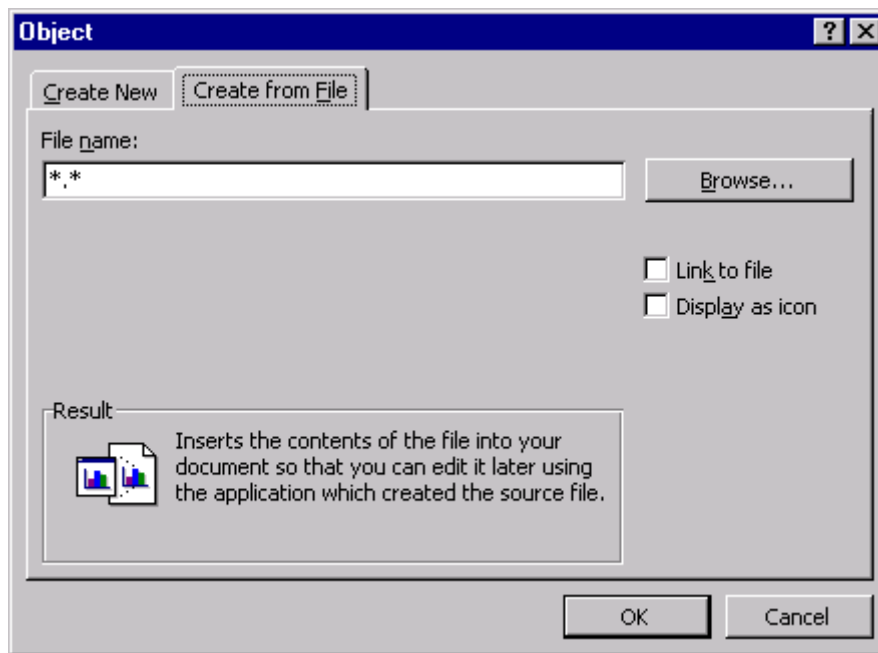 Object
Create New
Create from File
File name:
*.*
Browse...
Link to file
Display as icon
Result
Inserts the contents of the file into your
document so that you can edit it later using
the application which created the source file.
OK
Cancel